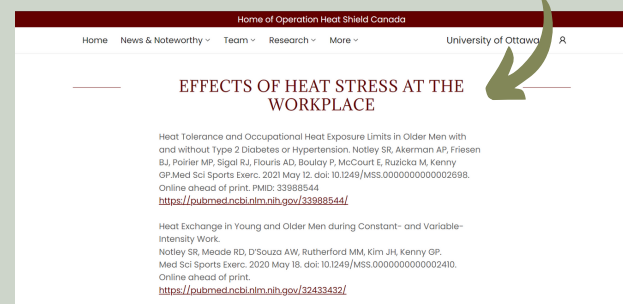 Home of Operation Heat Shield Canada
Home News & Noteworthy Team Research More University of Ottawa
EFFECTS OF HEAT STRESS AT THE
WORKPLACE
Heat Tolerance and Occupational Heat Exposure Limits in Older Men with
and without Type 2 Diabetes or Hypertension. Notley SR, Akerman AP, Friesen
BJ, Poirier MP, Sigal RJ, Flouris AD, Boulay P, McCourt E, Ruzicka M, Kenny
GP.Med Sci Sports Exerc. 2021 May 12. doi: 10.1249/MSS.0000000000002698.
Online ahead of print. PMID: 33988544
https://pubmed.ncbi.nlm.nih.gov/33988544/
Heat Exchange in Young and Older Men during Constant- and Variable-
Intensity Work.
Notley SR, Meade RD, D'Souza AW, Rutherford MM, Kim JH, Kenny GP.
Med Sci Sports Exerc. 2020 May 18. doi: 10.1249/MSS.0000000000002410.
Online ahead of print.
https://pubmed.ncbi.nlm.nih.gov/32433432/